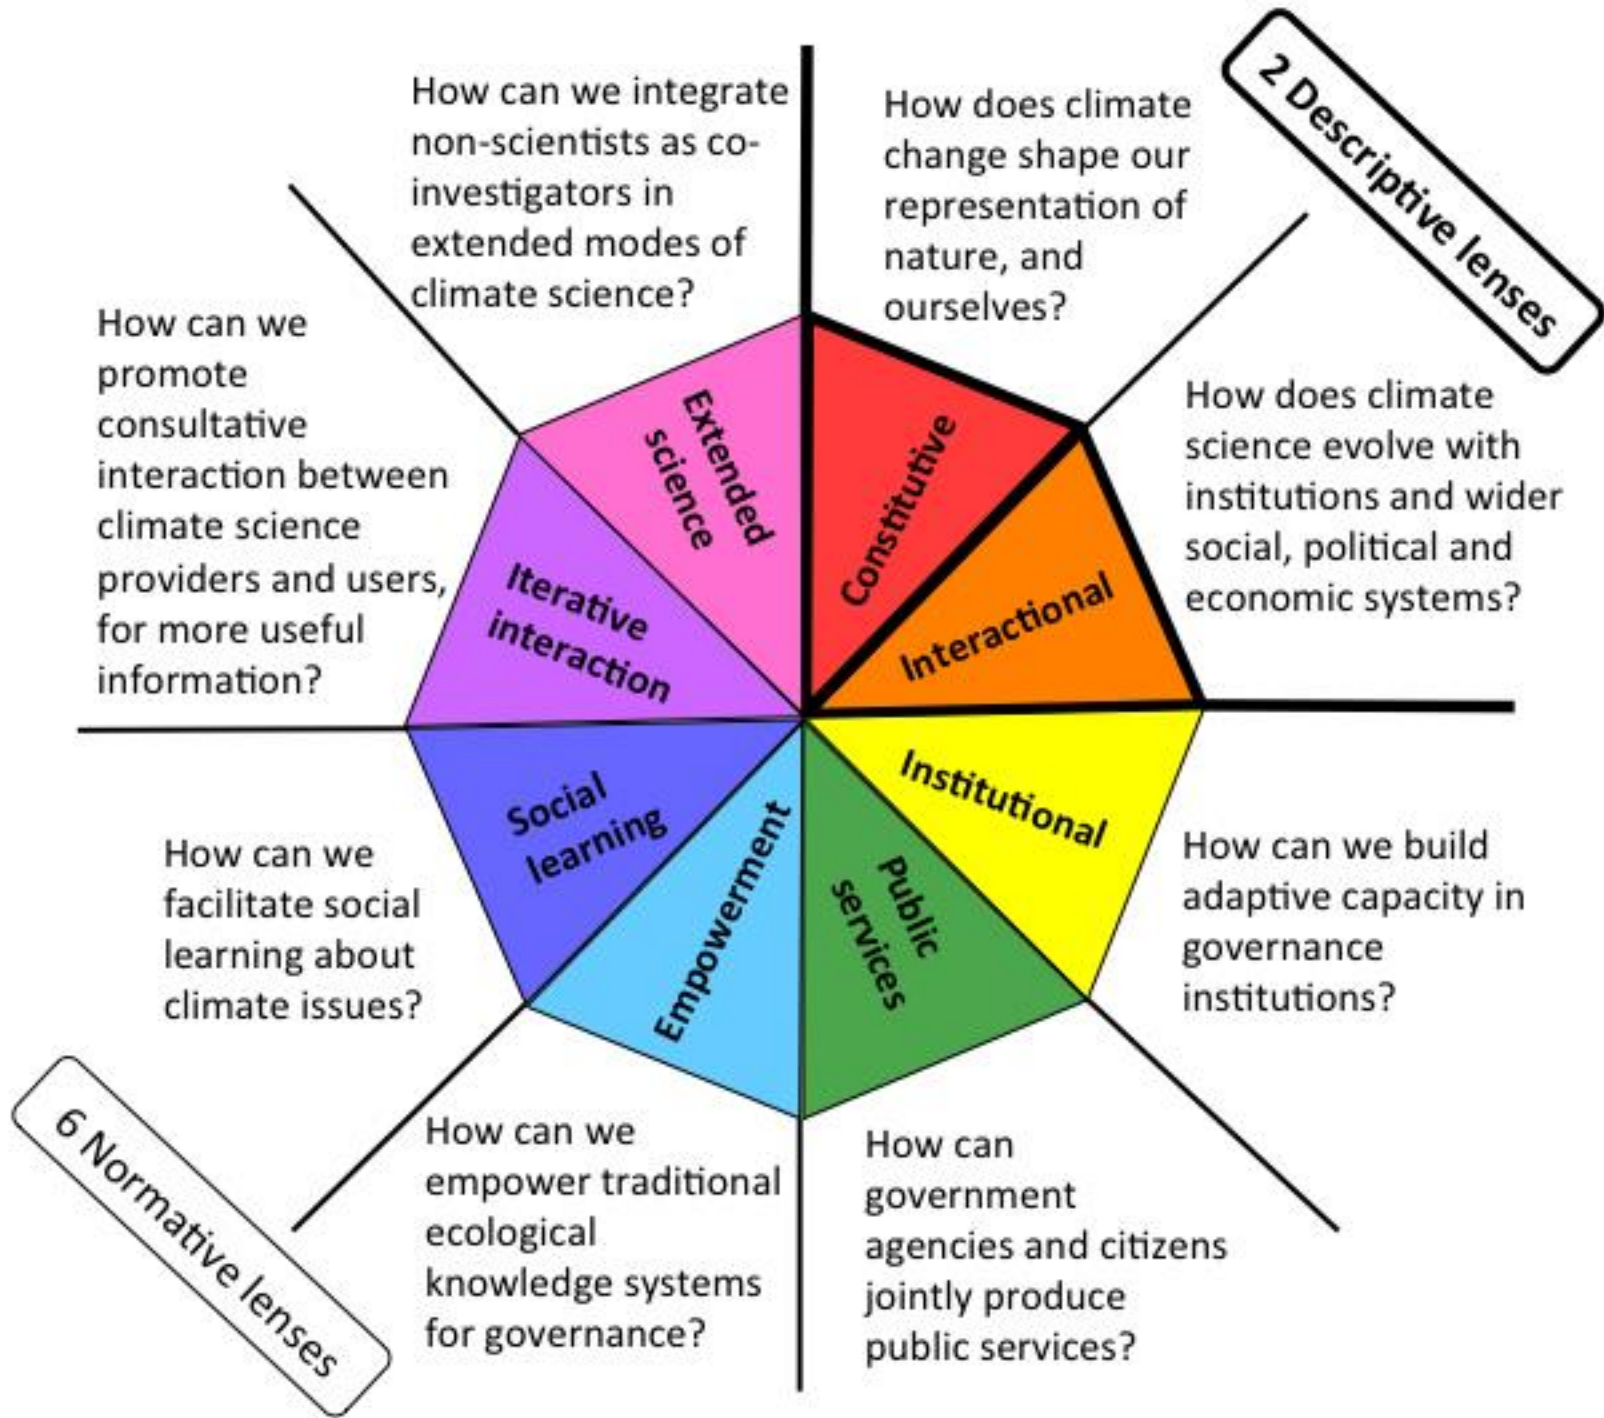 How can we integrate
non-scientists as co-
investigators in
extended modes of
climate science?
How does climate
change shape our
representation of
nature, and
ourselves?
2 Descriptive lenses
How can we
promote
consultative
interaction between
climate science
providers and users,
for more useful
information?
How does climate
science evolve with
institutions and wider
social, political and
economic systems?
Extended
science
Constitutive
Iterative
interaction
Interactional
Social
learning
Institutional
Empowerment
Public
services
How can we
facilitate social
learning about
climate issues?
How can we build
adaptive capacity in
governance
institutions?
6 Normative lenses
How can we
empower traditional
ecological
knowledge systems
for governance?
How can
government
agencies and citizens
jointly produce
public services?